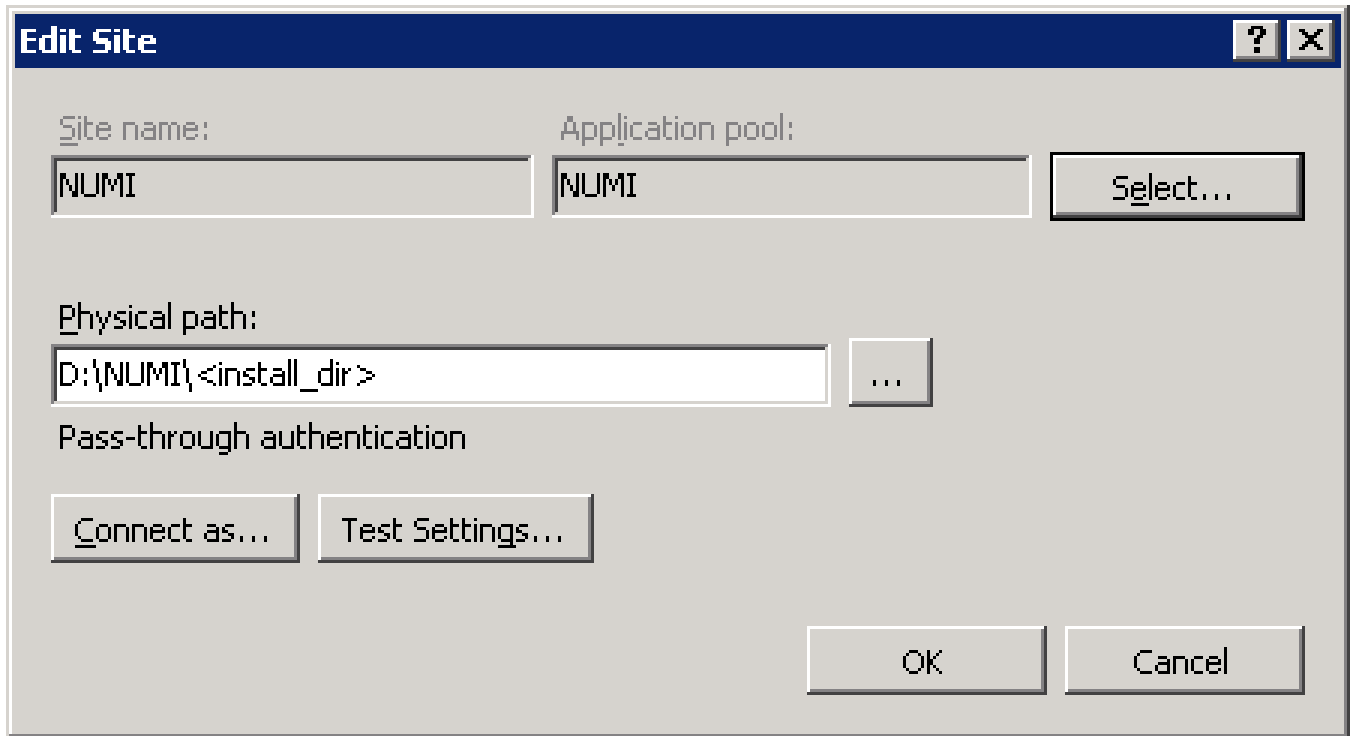 Edit Site
Site name: Application pool:
NUMI NUMI Select...
Physical path:
D:\NUMI\<install_dir> ...
Pass-through authentication
Connect as... Test Settings...
OK Cancel